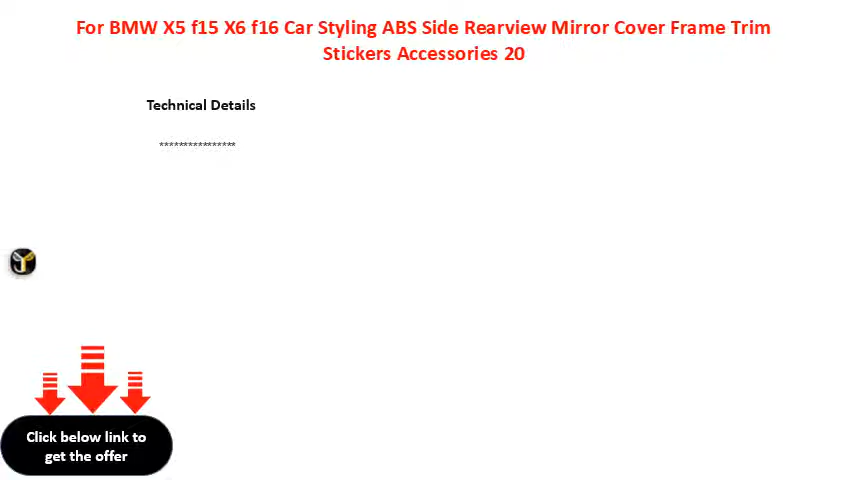 For BMW X5 f15 X6 f16 Car Styling ABS Side Rearview Mirror Cover Frame Trim
Stickers Accessories 20
Technical Details
****************
Click below link to
get the offer